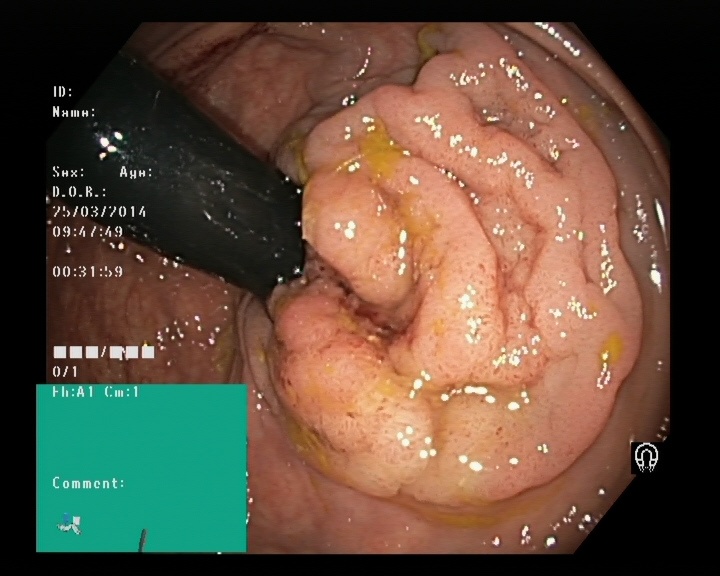 ID:
Name:
Sex: Age:
D.O.R.:
25/03/2014
09:47:49
00:31:59
0/1
Eh:A1 Cm:1
Comment: